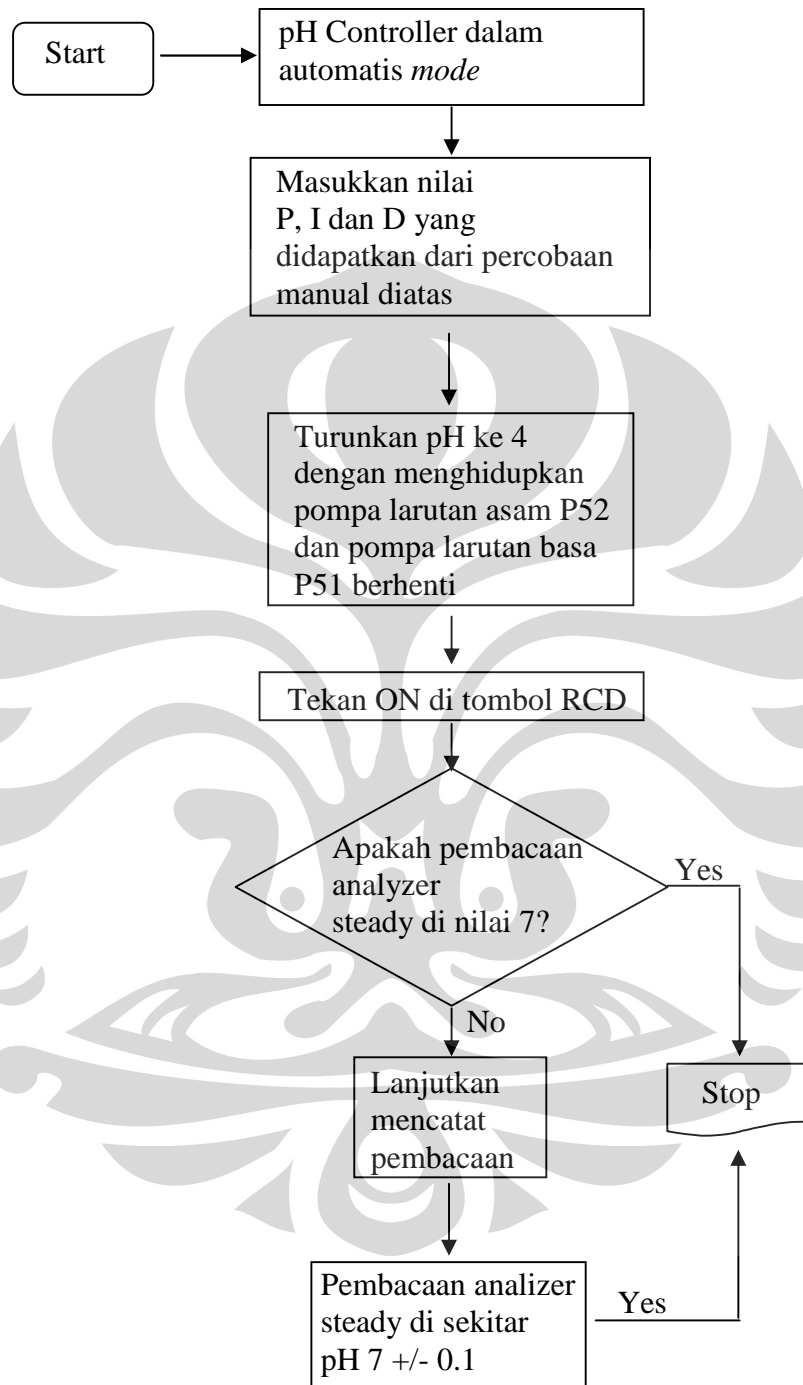 Start
pH Controller dalam
automatis mode
Masukkan nilai
P, I dan D yang
didapatkan dari percobaan
manual diatas
Turunkan pH ke 4
dengan menghidupkan
pompa larutan asam P52
dan pompa larutan basa
P51 berhenti
Tekan ON di tombol RCD
Apakah pembacaan
analyzer
steady di nilai 7?
Yes
No
Lanjutkan
mencatat
pembacaan
Stop
Pembacaan analizer
steady di sekitar
pH 7 +/- 0.1
Yes